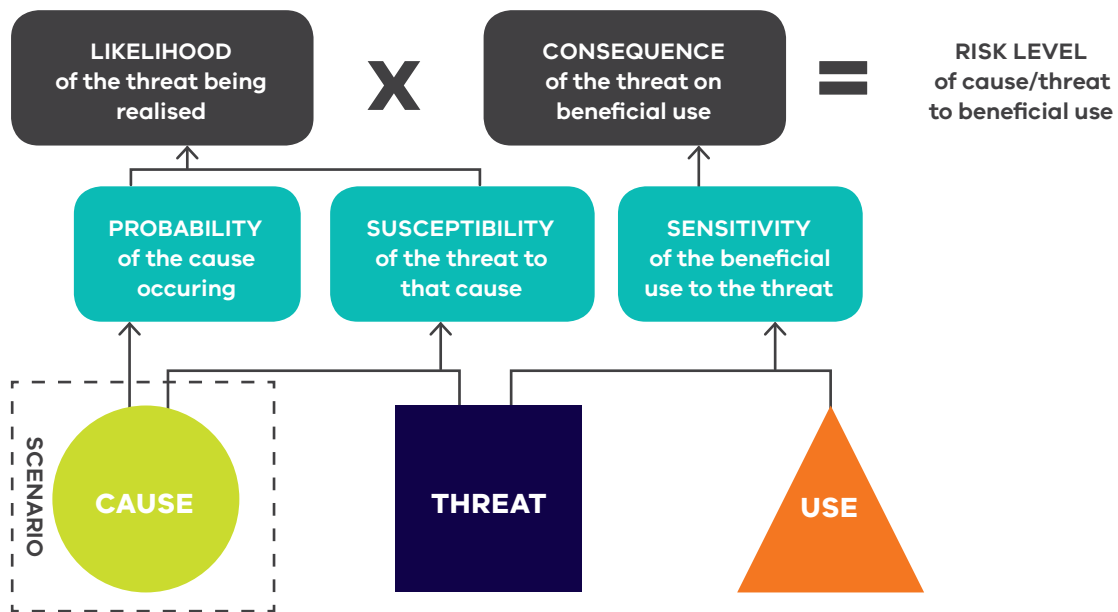 LIKELIHOOD
of the threat being
realised
X
CONSEQUENCE
of the threat on
beneficial use
=
RISK LEVEL
of cause/threat
to beneficial use
PROBABILITY
of the cause
occuring
SUSCEPTIBILITY
of the threat to
that cause
SENSITIVITY
of the beneficial
use to the threat
SCENARIO
CAUSE
THREAT
USE